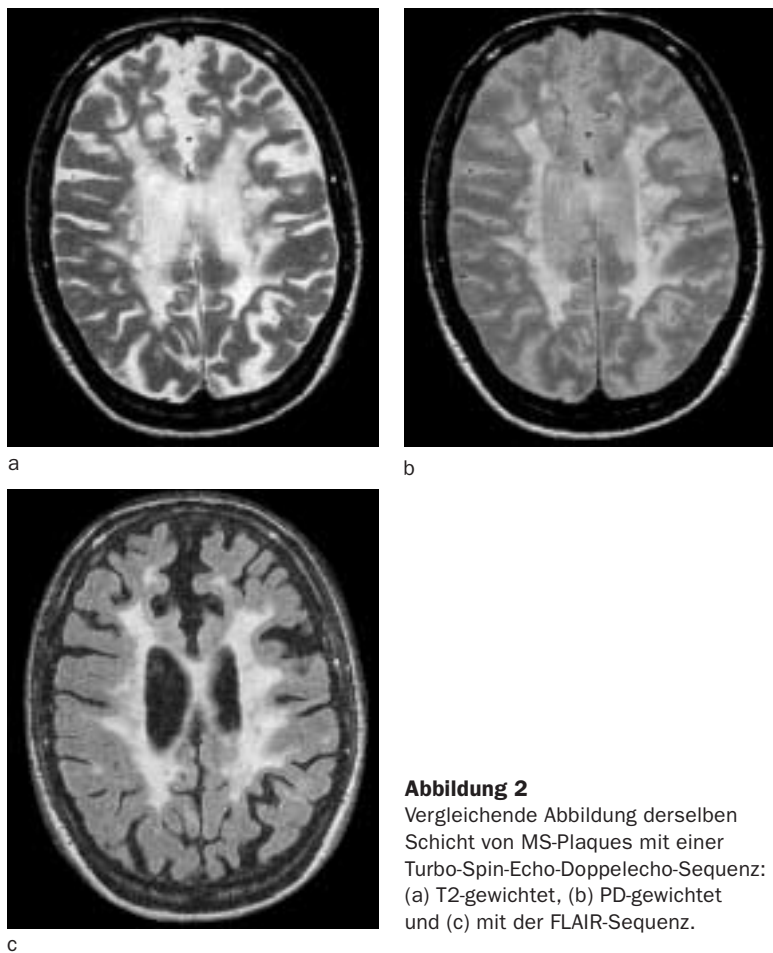 a
b
c
Abbildung 2
Vergleichende Abbildung derselben
Schicht von MS-Plaques mit einer
Turbo-Spin-Echo-Doppelecho-Sequenz:
(a) T2-gewichtet, (b) PD-gewichtet
und (c) mit der FLAIR-Sequenz.